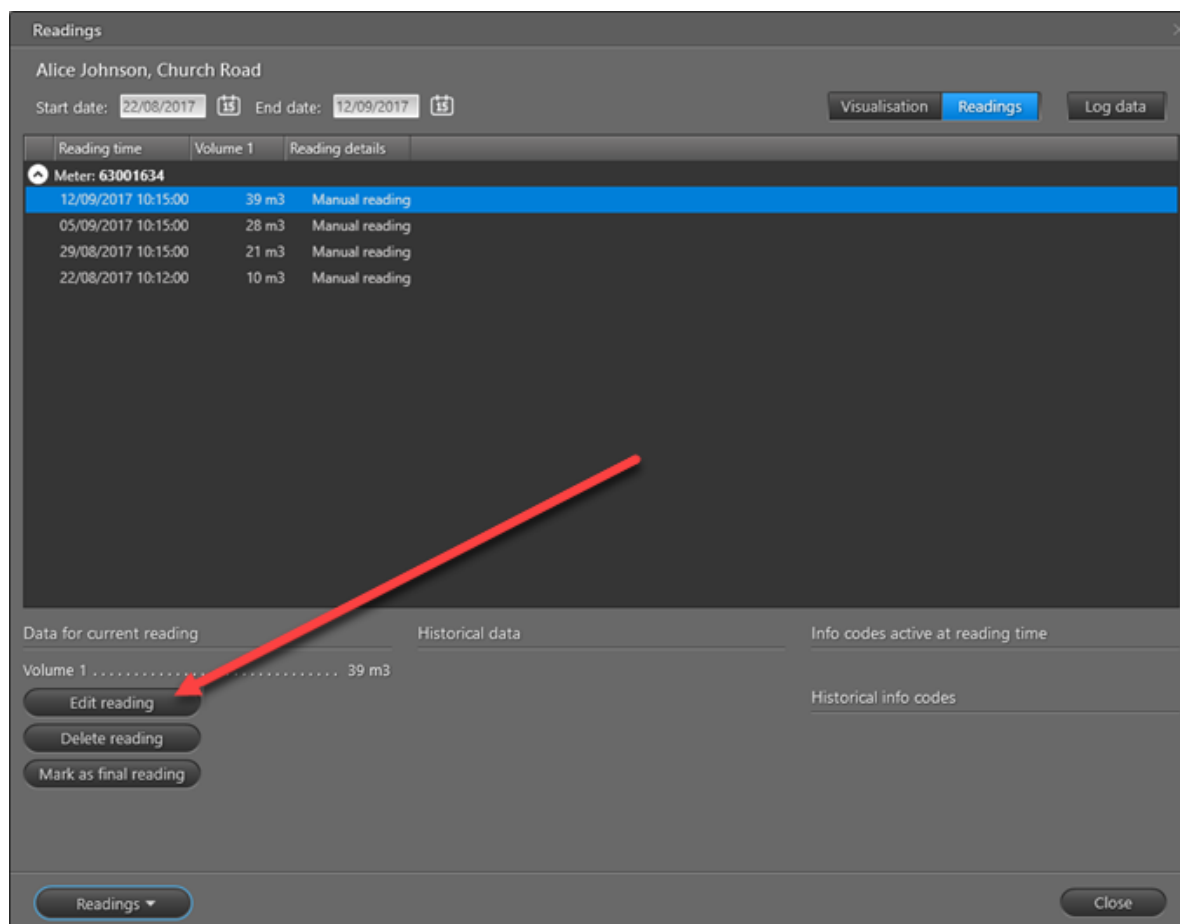 Readings
Alice Johnson, Church Road
Start date: 22/08/2017 15 End date: 12/09/2017 15 Visualisation Readings Log data
Reading time Volume 1 Reading details
Meter: 63001634
12/09/2017 10:15:00 39 m3 Manual reading
05/09/2017 10:15:00 28 m3 Manual reading
29/08/2017 10:15:00 21 m3 Manual reading
22/08/2017 10:12:00 10 m3 Manual reading
Data for current reading Historical data Info codes active at reading time
Volume 1 . . . . . . . . . . . . . . . . . . . . . . . . . . . . . . 39 m3
Edit reading Historical info codes
Delete reading
Mark as final reading
Readings Close